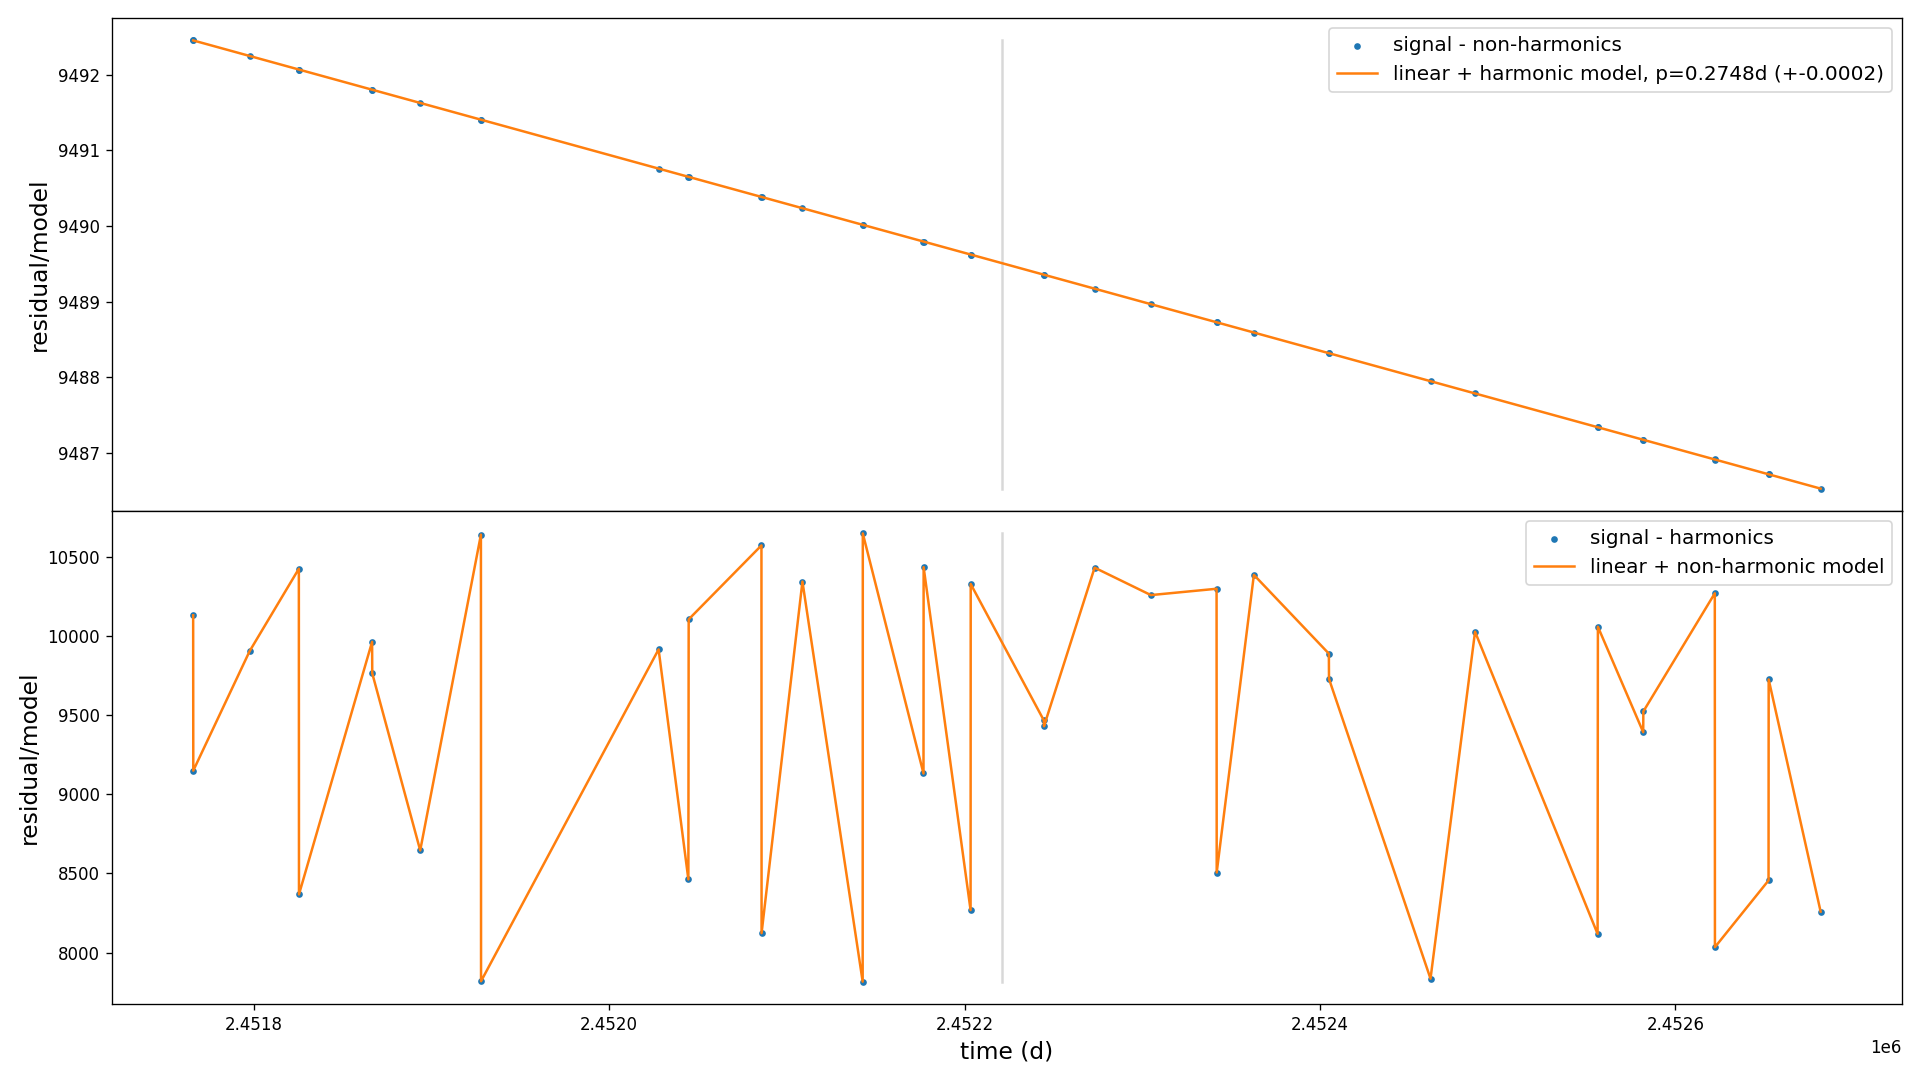 signal - non-harmonics
linear + harmonic model, p=0.2748d (+-0.0002)
9492
9491
9490
9489
9488
9487
residual/model
signal - harmonics
linear + non-harmonic model
10500
10000
9500
9000
8500
8000
residual/model
2.4518
2.4520
2.4522
2.4524
2.4526
1e6
time (d)